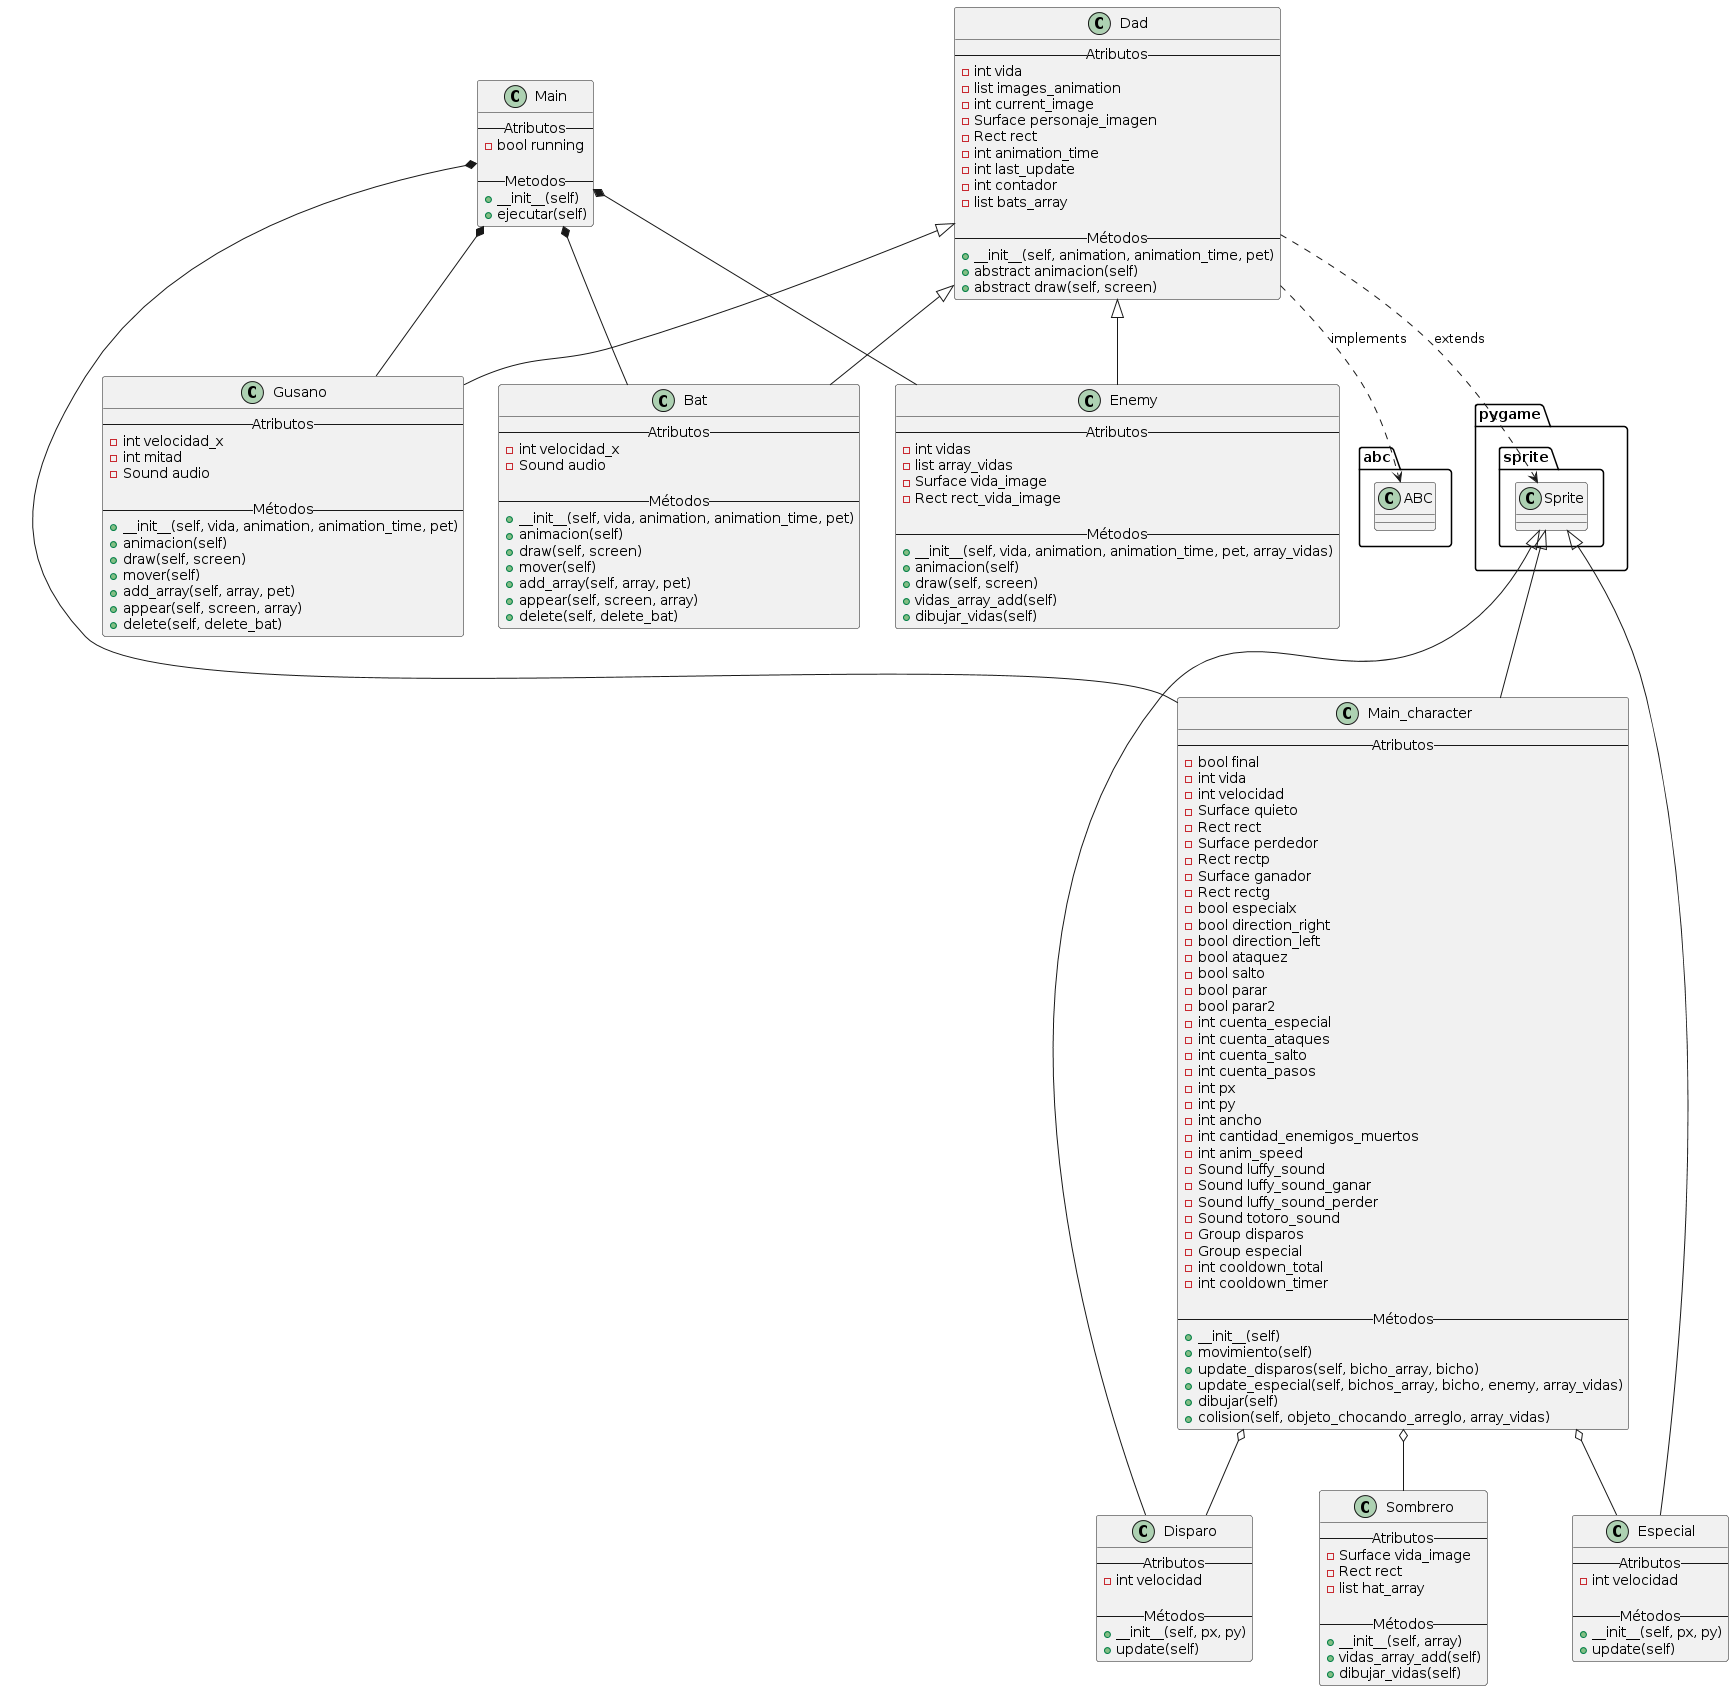 Dad
Atributos
int vida
list images_animation
int current_image
Surface personaje_imagen
Rect rect
int animation_time
int last_update
int contador
list bats_array
Métodos
__init__(self, animation, animation_time, pet)
abstract animacion(self)
abstract draw(self, screen)
Main
Atributos
bool running
Metodos
__init__(self)
ejecutar(self)
implements
extends
Gusano
Atributos
int velocidad_x
int mitad
Sound audio
Métodos
__init__(self, vida, animation, animation_time, pet)
animacion(self)
draw(self, screen)
mover(self)
add_array(self, array, pet)
appear(self, screen, array)
delete(self, delete_bat)
Bat
Atributos
int velocidad_x
Sound audio
Métodos
__init__(self, vida, animation, animation_time, pet)
animacion(self)
draw(self, screen)
mover(self)
add_array(self, array, pet)
appear(self, screen, array)
delete(self, delete_bat)
Enemy
Atributos
int vidas
list array_vidas
Surface vida_image
Rect rect_vida_image
Métodos
__init__(self, vida, animation, animation_time, pet, array_vidas)
animacion(self)
draw(self, screen)
vidas_array_add(self)
dibujar_vidas(self)
abc
ABC
pygame
sprite
Sprite
Main_character
Atributos
bool final
int vida
int velocidad
Surface quieto
Rect rect
Surface perdedor
Rect rectp
Surface ganador
Rect rectg
bool especialx
bool direction_right
bool direction_left
bool ataquez
bool salto
bool parar
bool parar2
int cuenta_especial
int cuenta_ataques
int cuenta_salto
int cuenta_pasos
int px
int py
int ancho
int cantidad_enemigos_muertos
int anim_speed
Sound luffy_sound
Sound luffy_sound_ganar
Sound luffy_sound_perder
Sound totoro_sound
Group disparos
Group especial
int cooldown_total
int cooldown_timer
Métodos
__init__(self)
movimiento(self)
update_disparos(self, bicho_array, bicho)
update_especial(self, bichos_array, bicho, enemy, array_vidas)
dibujar(self)
colision(self, objeto_chocando_arreglo, array_vidas)
Disparo
Atributos
int velocidad
Métodos
__init__(self, px, py)
update(self)
Sombrero
Atributos
Surface vida_image
Rect rect
list hat_array
Métodos
__init__(self, array)
vidas_array_add(self)
dibujar_vidas(self)
Especial
Atributos
int velocidad
Métodos
__init__(self, px, py)
update(self)